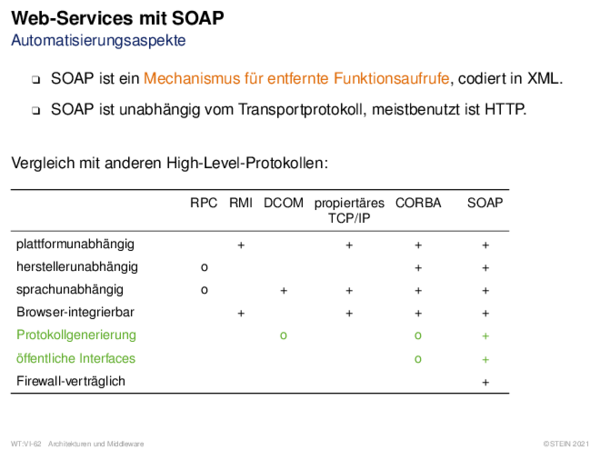 Web-Services mit SOAP
Automatisierungsaspekte
❑ SOAP ist ein Mechanismus für entfernte Funktionsaufrufe, codiert in XML.
❑ SOAP ist unabhängig vom Transportprotokoll, meistbenutzt ist HTTP.
Vergleich mit anderen High-Level-Protokollen:
RPC RMI DCOM propiertäres CORBA SOAP
TCP/IP
plattformunabhängig + + + +
herstellerunabhängig o + +
sprachunabhängig o + + + +
Browser-integrierbar + + + +
Protokollgenerierung o o +
öffentliche Interfaces o +
Firewall-verträglich +
WT:VI-62 Architekturen und Middleware ©STEIN 2021